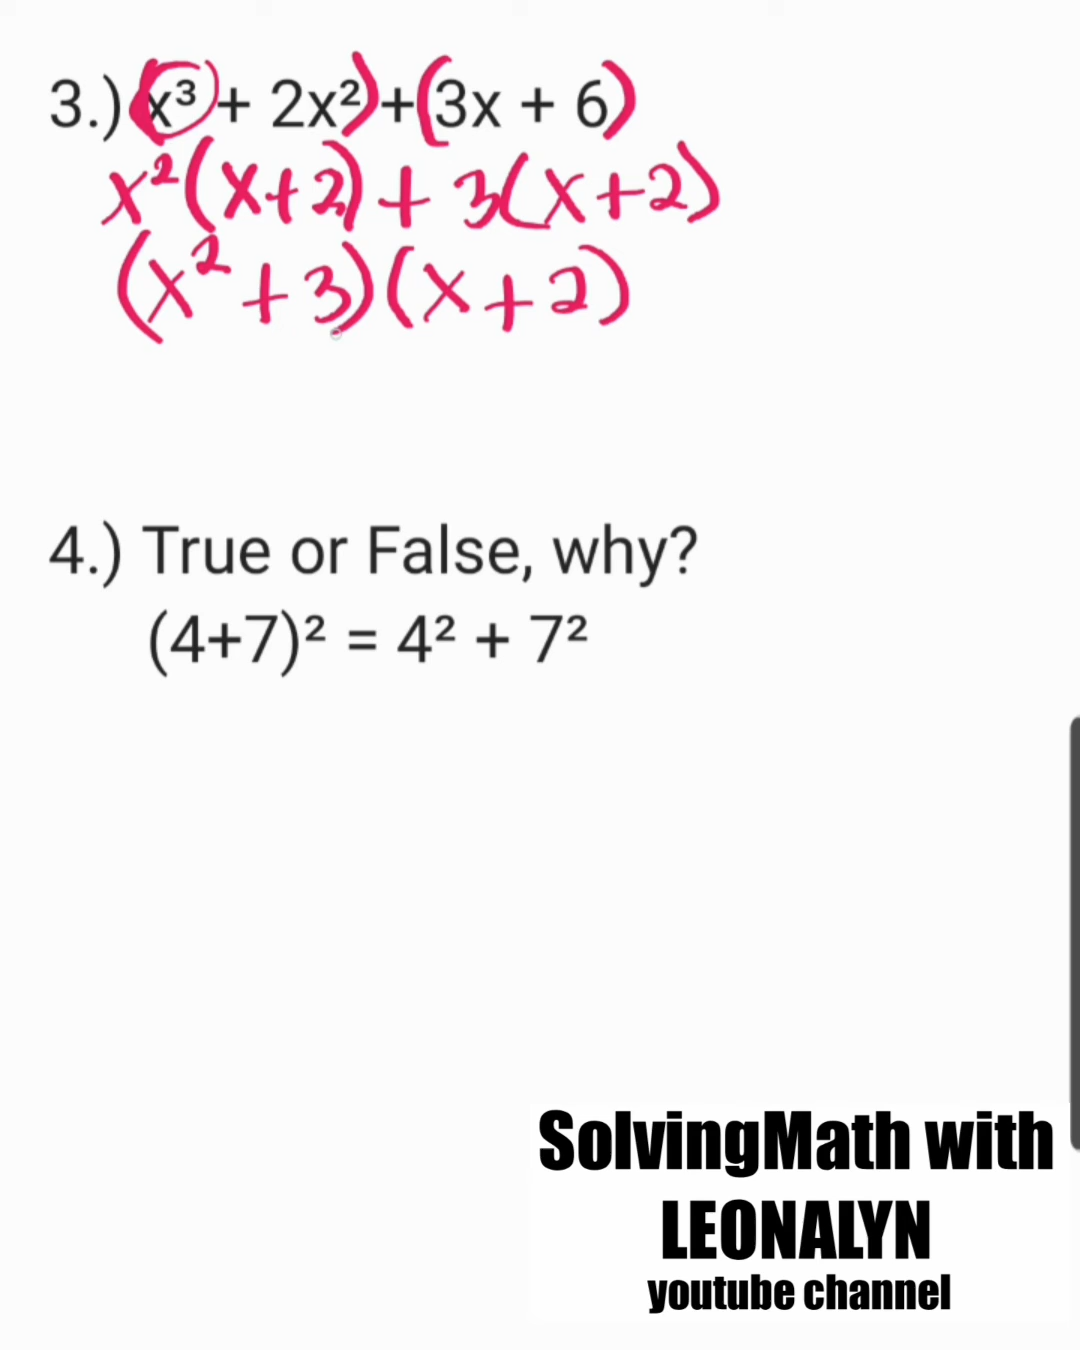 3.) (x³ + 2x²) + (3x + 6)
x²(x+2) + 3(x+2)
(x²+3)(x+2)
4.) True or False, why?
(4+7)² = 4² + 7²
SolvingMath with
LEONALYN
youtube channel